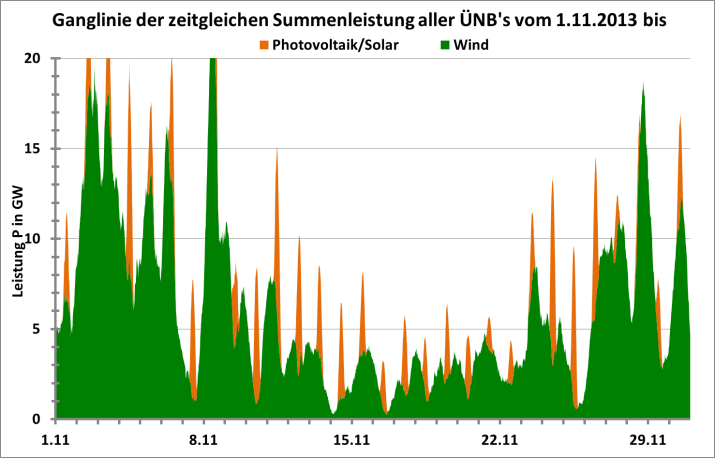 Ganglinie der zeitgleichen Summenleistung aller ÜNB's vom 1.11.2013 bis
Photovoltaik/Solar Wind
Leistung P in GW
20
15
10
5
0
1.11 8.11 15.11 22.11 29.11